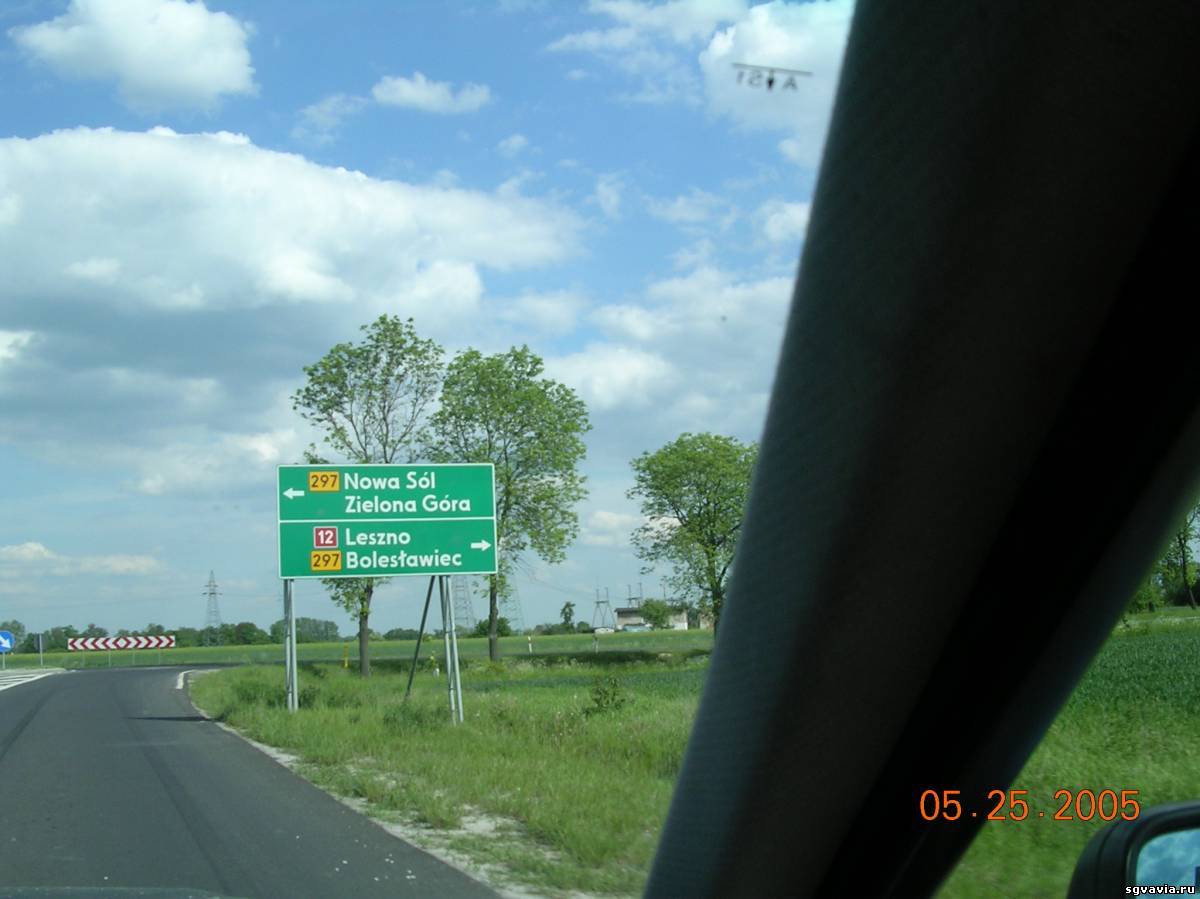 297 Nowa Sól
Zielona Góra
12 Leszno
297 Bolesławiec
05.25.2005
sgvavia.ru